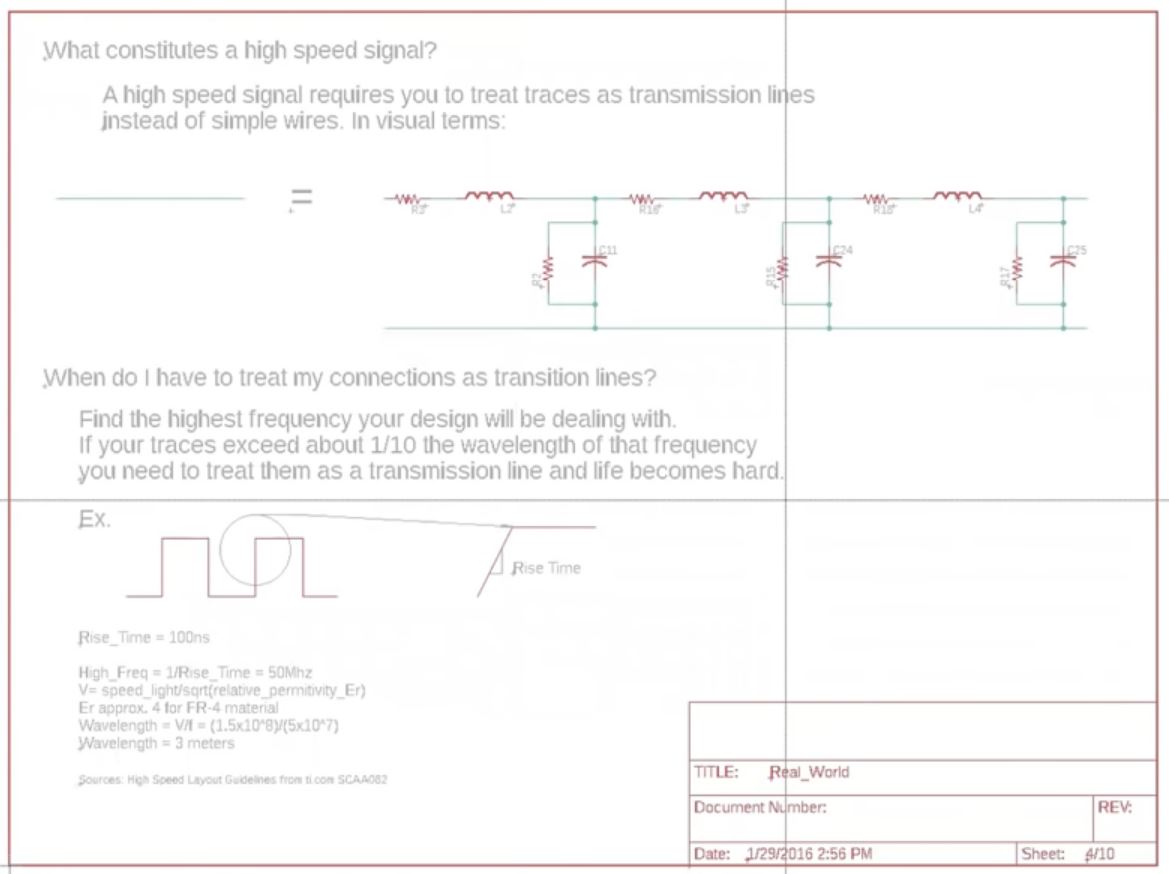 What constitutes a high speed signal?
A high speed signal requires you to treat traces as transmission lines
instead of simple wires. In visual terms:
=
R3 L2 R16 L3 R18 L4
C11 C24 C25
R2 R15 R17
When do I have to treat my connections as transition lines?
Find the highest frequency your design will be dealing with.
If your traces exceed about 1/10 the wavelength of that frequency
you need to treat them as a transmission line and life becomes hard.
Ex.
Rise Time
Rise_Time = 100ns
High_Freq = 1/Rise_Time = 50Mhz
V= speed_light/sqrt(relative_permitivity_Er)
Er approx. 4 for FR-4 material
Wavelength = V/f = (1.5x10^8)/(5x10^7)
Wavelength = 3 meters
Sources: High Speed Layout Guidelines from ti.com SCAA082
TITLE: Real_World
Document Number: REV:
Date: 1/29/2016 2:56 PM Sheet: 4/10